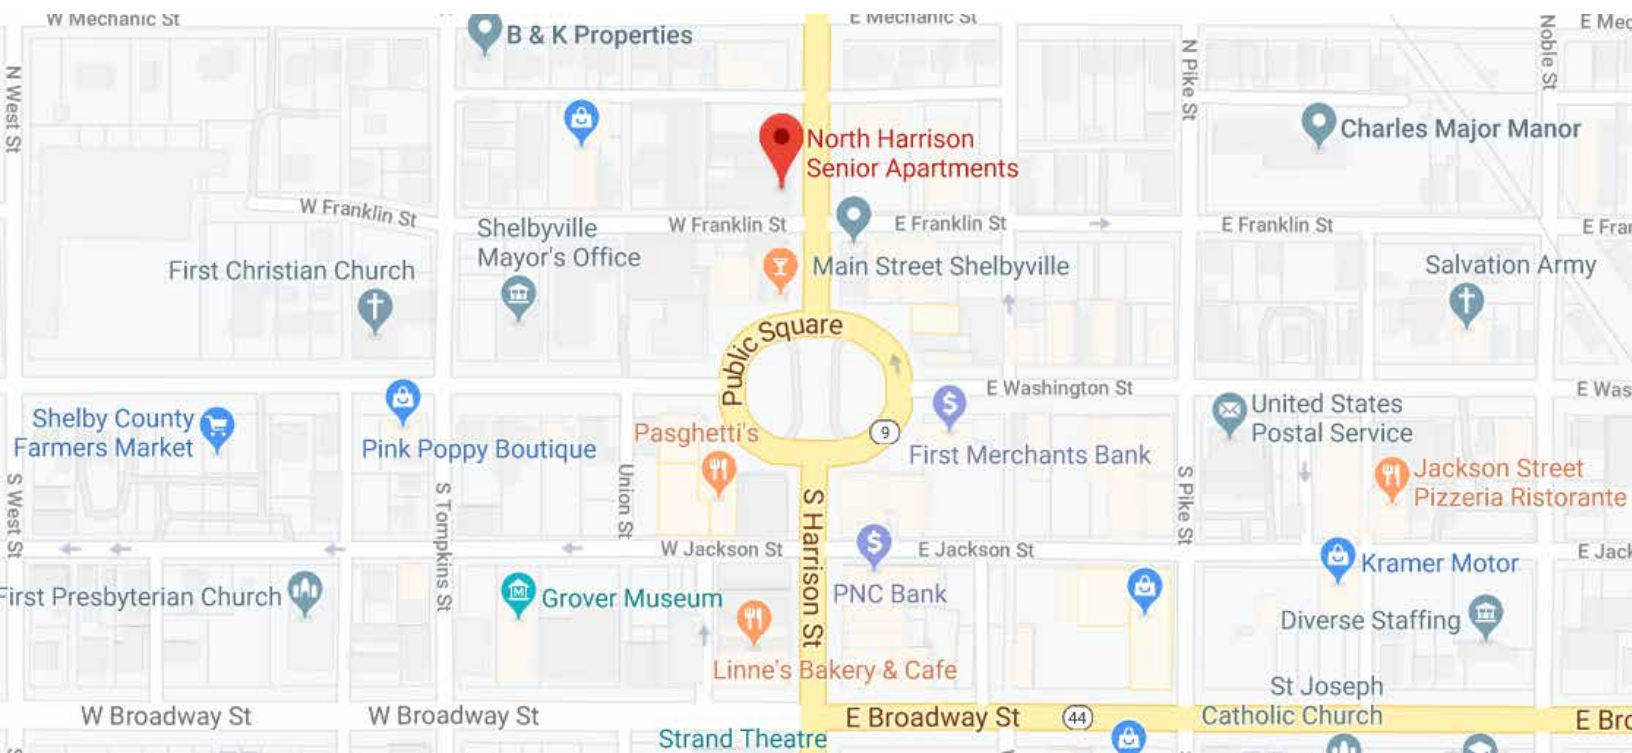 W Mechanic St
E Mechanic St
E Mec
B & K Properties
N West St
N Pike St
Noble St
North Harrison
Senior Apartments
Charles Major Manor
W Franklin St
W Franklin St
E Franklin St
E Franklin St
E Fran
Shelbyville
Mayor's Office
First Christian Church
Main Street Shelbyville
Salvation Army
Public Square
E Washington St
E Was
Shelby County
Farmers Market
Pink Poppy Boutique
Pasghetti's
9
First Merchants Bank
United States
Postal Service
Jackson Street
Pizzeria Ristorante
S West St
S Tompkins St
Union St
S Harrison St
S Pike St
W Jackson St
E Jackson St
E Jack
PNC Bank
Kramer Motor
First Presbyterian Church
Grover Museum
Diverse Staffing
Linne's Bakery & Cafe
St Joseph
Catholic Church
W Broadway St
W Broadway St
E Broadway St
44
E Bro
Strand Theatre